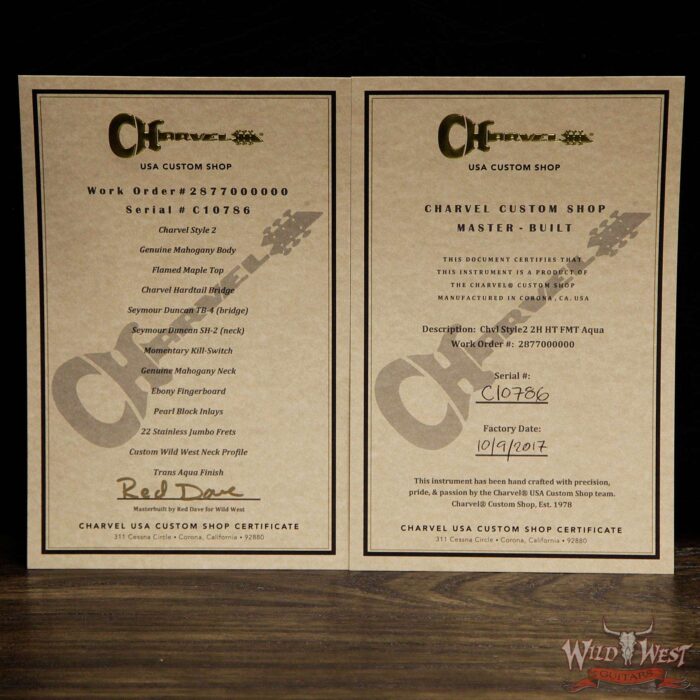 CHARVEL®
USA CUSTOM SHOP
Work Order#2877000000
Serial # C10786
Charvel Style 2
Genuine Mahogany Body
Flamed Maple Top
Charvel Hardtail Bridge
Seymour Duncan TB-4 (bridge)
Seymour Duncan SH-2 (neck)
Momentary Kill-Switch
Genuine Mahogany Neck
Ebony Fingerboard
Pearl Block Inlays
22 Stainless Jumbo Frets
Custom Wild West Neck Profile
Trans Aqua Finish
Red Dave
Masterbuilt by Red Dave for Wild West
CHARVEL USA CUSTOM SHOP CERTIFICATE
311 Cessna Circle • Corona, California • 92880
CHARVEL
CHARVEL®
USA CUSTOM SHOP
CHARVEL CUSTOM SHOP
MASTER - BUILT
THIS DOCUMENT CERTIFIES THAT
THIS INSTRUMENT IS A PRODUCT OF
THE CHARVEL® CUSTOM SHOP
MANUFACTURED IN CORONA, CA. USA
Description: Chvl Style2 2H HT FMT Aqua
Work Order #: 2877000000
Serial #:
C10786
Factory Date:
10/9/2017
This instrument has been hand crafted with precision,
pride, & passion by the Charvel® USA Custom Shop team.
Charvel® Custom Shop, Est. 1978
CHARVEL USA CUSTOM SHOP CERTIFICATE
311 Cessna Circle • Corona, California • 92880
CHARVEL
WILD WEST
GUITARS